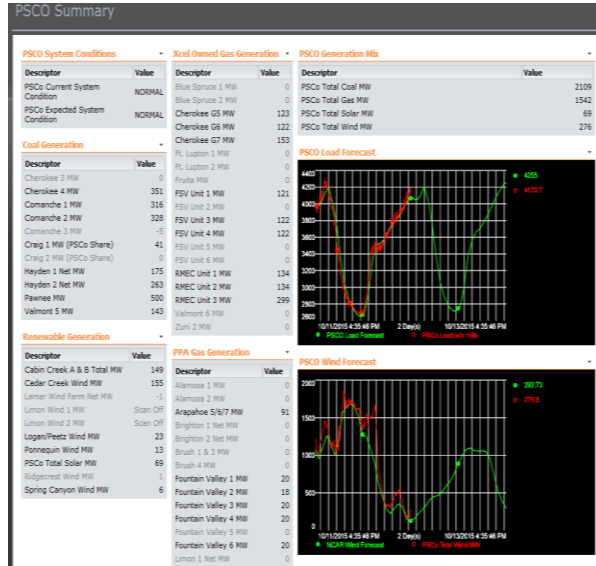 PSCO Summary
PSCO System Conditions
Descriptor Value
PSCo Current System Condition NORMAL
PSCo Expected System Condition NORMAL
Coal Generation
Descriptor Value
Cherokee 3 MW 0
Cherokee 4 MW 351
Comanche 1 MW 316
Comanche 2 MW 328
Comanche 3 MW -5
Craig 1 MW (PSCo Share) 41
Craig 2 MW (PSCo Share) 0
Hayden 1 Net MW 175
Hayden 2 Net MW 263
Pawnee MW 500
Valmont 5 MW 143
Renewable Generation
Descriptor Value
Cabin Creek A & B Total MW 149
Cedar Creek Wind MW 155
Lamar Wind Farm Net MW -1
Limon Wind 1 MW Scan Off
Limon Wind 2 MW Scan Off
Logan/Peetz Wind MW 23
Ponnequin Wind MW 13
PSCo Total Solar MW 69
Ridgecrest Wind MW 1
Spring Canyon Wind MW 6
Xcel Owned Gas Generation
Descriptor Value
Blue Spruce 1 MW 0
Blue Spruce 2 MW 0
Cherokee G5 MW 123
Cherokee G6 MW 122
Cherokee G7 MW 153
Ft. Lupton 1 MW 0
Ft. Lupton 2 MW 0
Fruita MW 0
FSV Unit 1 MW 121
FSV Unit 2 MW 0
FSV Unit 3 MW 122
FSV Unit 4 MW 122
FSV Unit 5 MW 0
FSV Unit 6 MW 0
RMEC Unit 1 MW 134
RMEC Unit 2 MW 134
RMEC Unit 3 MW 299
Valmont 6 MW 0
Zuni 2 MW 0
PPA Gas Generation
Descriptor Value
Alamosa 1 MW 0
Alamosa 2 MW 0
Arapahoe 5/6/7 MW 91
Brighton 1 Net MW 0
Brighton 2 Net MW 0
Brush 1 & 3 MW 0
Brush 4 MW 0
Fountain Valley 1 MW 20
Fountain Valley 2 MW 18
Fountain Valley 3 MW 20
Fountain Valley 4 MW 20
Fountain Valley 5 MW 0
Fountain Valley 6 MW 20
Limon 1 Net MW 0
PSCO Generation Mix
Descriptor Value
PSCo Total Coal MW 2109
PSCo Total Gas MW 1542
PSCo Total Solar MW 69
PSCo Total Wind MW 276
PSCO Load Forecast
4400
4200
4000
3800
3600
3400
3200
3000
2800
2600
4255
4170.7
10/11/2015 4:35:46 PM 2 Day(s) 10/13/2015 4:35:46 PM
PSCO Load Forecast PSCo Load w/o
PSCO Wind Forecast
2000
1500
1000
500
0
292.73
275.8
10/11/2015 4:35:46 PM 2 Day(s) 10/13/2015 4:35:46 PM
NCAR Wind Forecast PSCo Total Wind MW